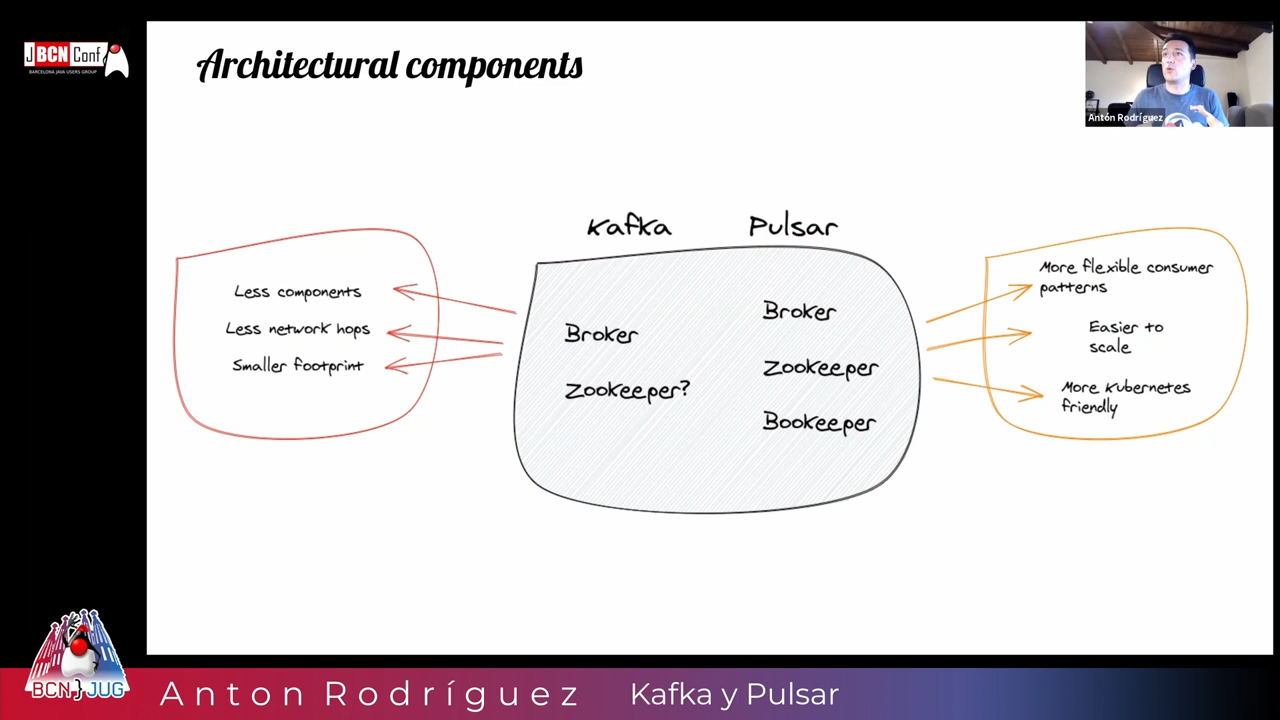 JBCNConf
BARCELONA JAVA USERS GROUP
Architectural components
Antón Rodríguez
Kafka
Pulsar
Less components
Less network hops
Smaller footprint
Broker
Zookeeper?
Broker
Zookeeper
Bookeeper
More flexible consumer
patterns
Easier to
scale
More Kubernetes
friendly
BCN}JUG
Anton Rodríguez
Kafka y Pulsar